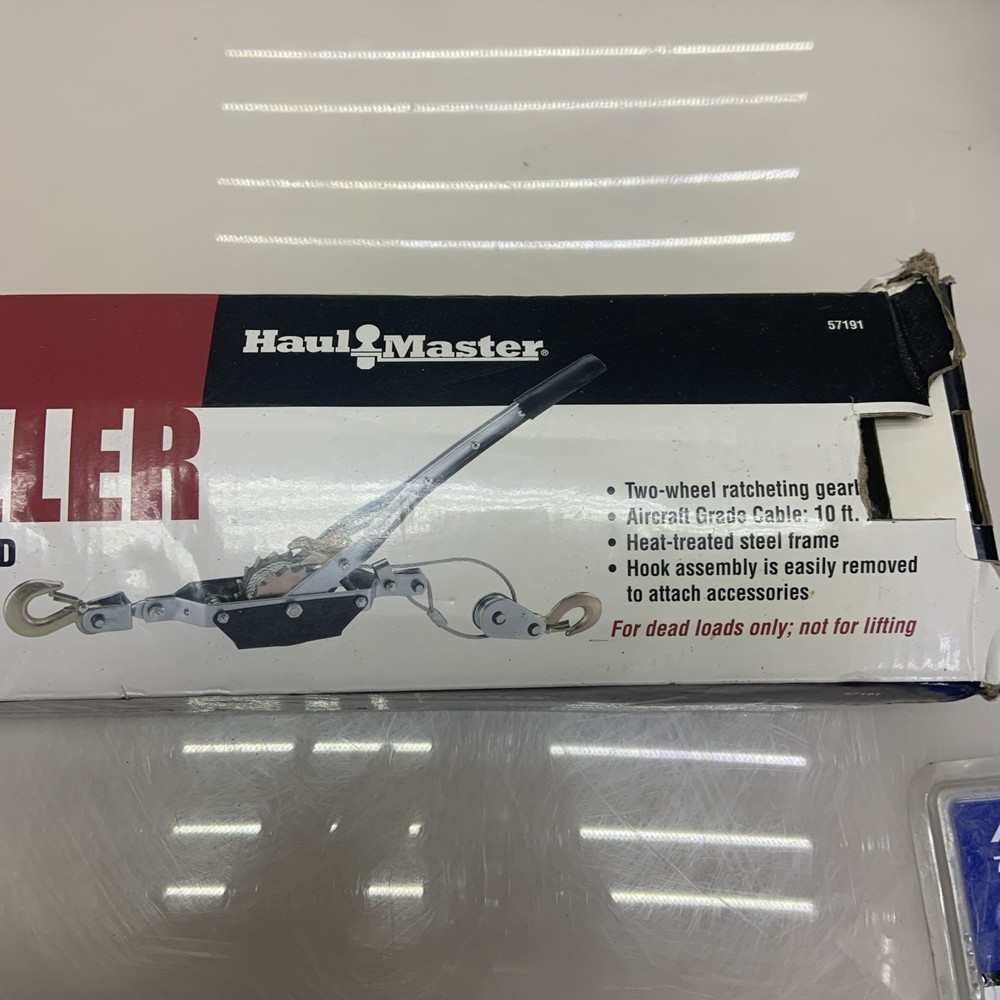 Haul Master®
57191
LLER
D
• Two-wheel ratcheting gear
• Aircraft Grade Cable: 10 ft.
• Heat-treated steel frame
• Hook assembly is easily removed
to attach accessories
For dead loads only; not for lifting
57191